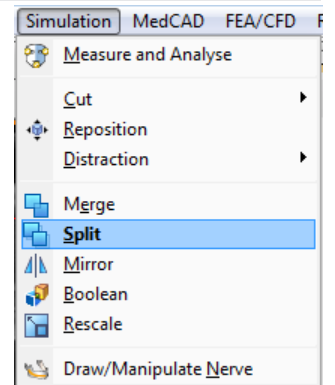 Simulation MedCAD FEA/CFD
Measure and Analyse
Cut
Reposition
Distraction
Merge
Split
Mirror
Boolean
Rescale
Draw/Manipulate Nerve